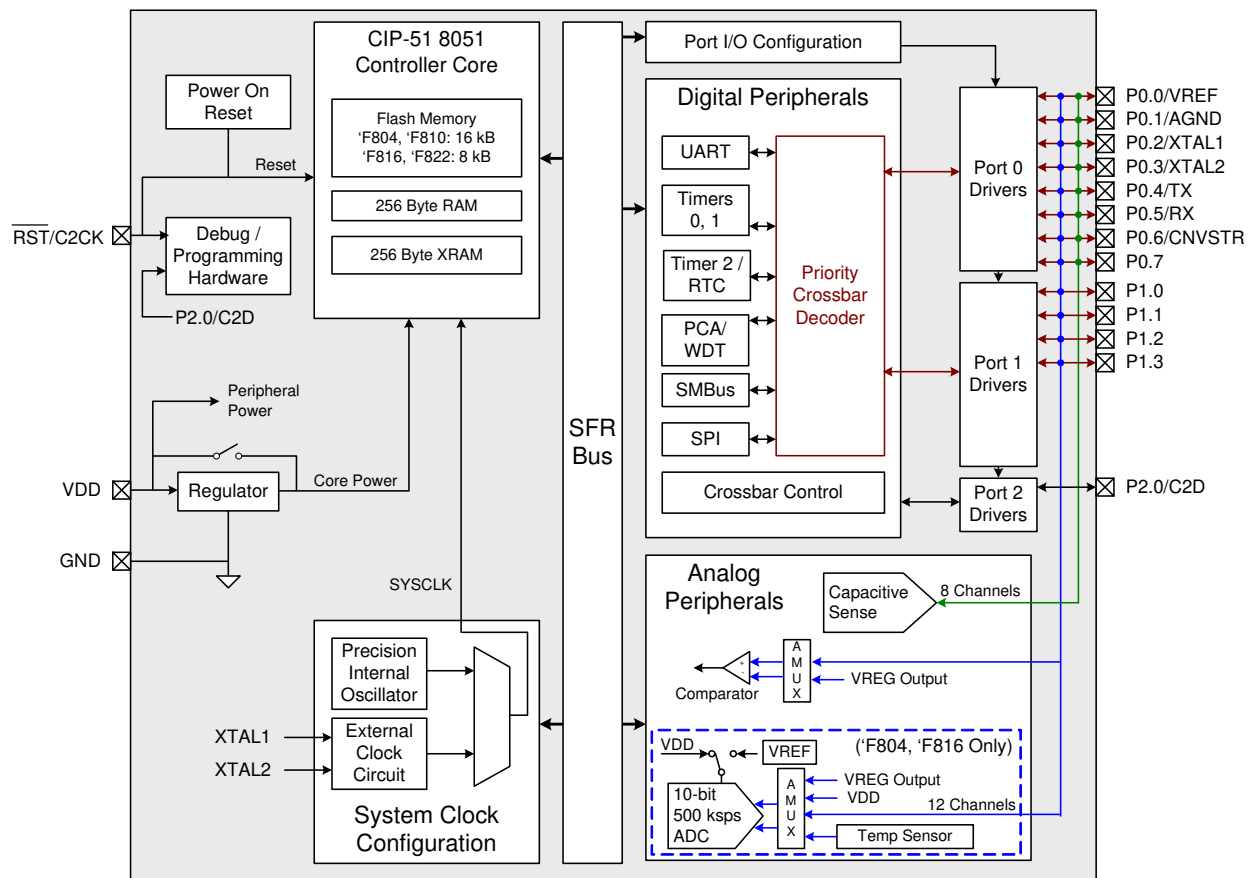 CIP-51 8051
Controller Core
Flash Memory
‘F804, ‘F810: 16 kB
‘F816, ‘F822: 8 kB
256 Byte RAM
256 Byte XRAM
Power On
Reset
Reset
RST/C2CK
Debug /
Programming
Hardware
P2.0/C2D
Peripheral
Power
VDD
Regulator
Core Power
GND
SYSCLK
Precision
Internal
Oscillator
XTAL1
XTAL2
External
Clock
Circuit
System Clock
Configuration
SFR
Bus
Port I/O Configuration
Digital Peripherals
UART
Timers
0, 1
Timer 2 /
RTC
PCA/
WDT
SMBus
SPI
Priority
Crossbar
Decoder
Crossbar Control
Port 0
Drivers
Port 1
Drivers
Port 2
Drivers
P0.0/VREF
P0.1/AGND
P0.2/XTAL1
P0.3/XTAL2
P0.4/TX
P0.5/RX
P0.6/CNVSTR
P0.7
P1.0
P1.1
P1.2
P1.3
P2.0/C2D
Analog
Peripherals
Capacitive
Sense
8 Channels
+
-
Comparator
A
M
U
X
VREG Output
(‘F804, ‘F816 Only)
VDD
VREF
10-bit
500 ksps
ADC
A
M
U
X
VREG Output
VDD
12 Channels
Temp Sensor